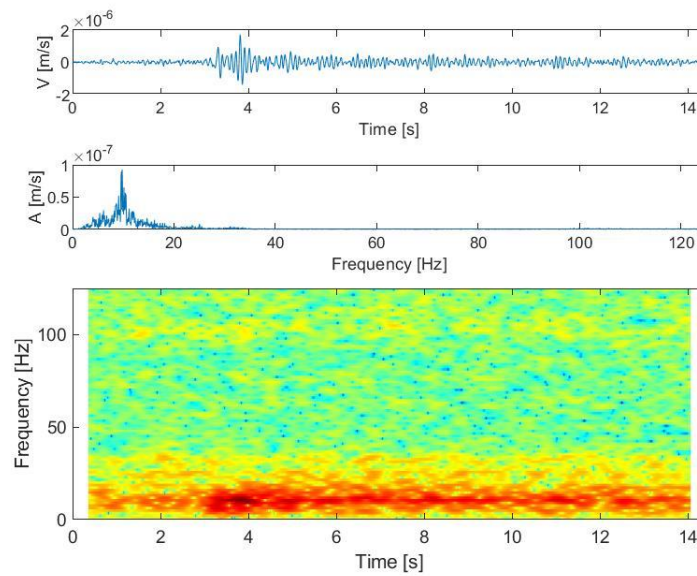 ×10-6
2
0
-2
V [m/s]
0 2 4 6 8 10 12 14
Time [s]
×10-7
1
0.5
0
A [m/s]
0 20 40 60 80 100 120
Frequency [Hz]
100
50
0
Frequency [Hz]
0 2 4 6 8 10 12 14
Time [s]